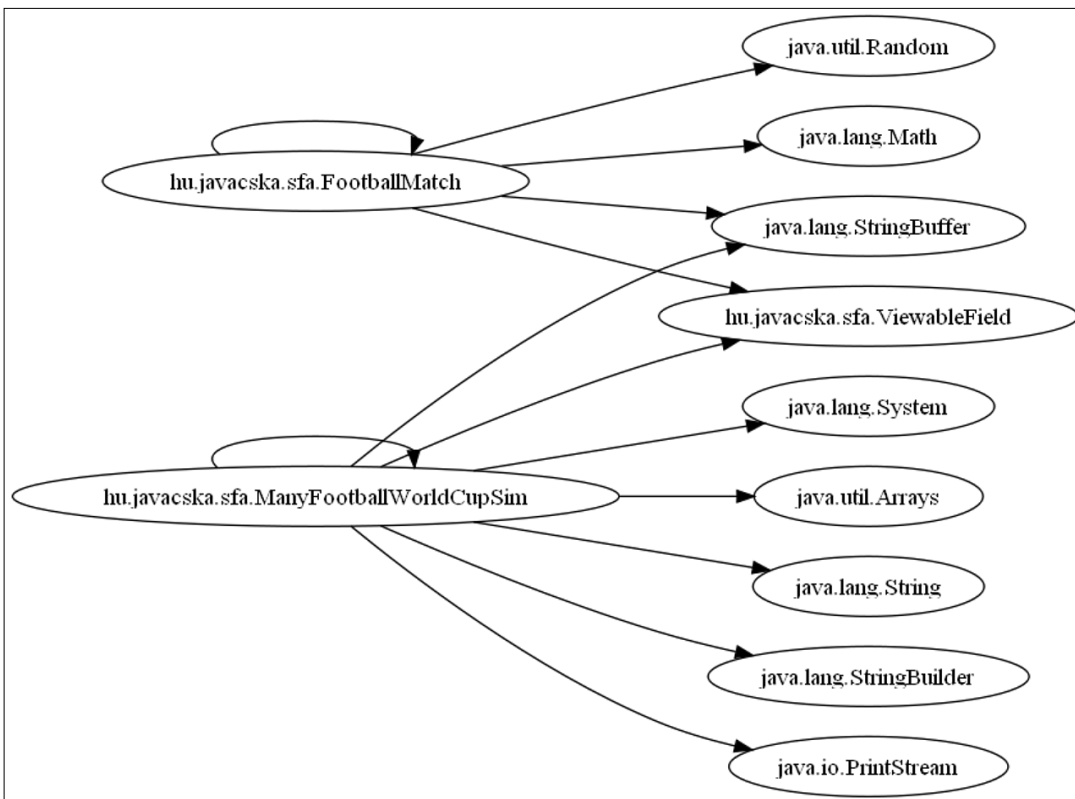 java.util.Random
java.lang.Math
hu.javacska.sfa.FootballMatch
java.lang.StringBuffer
hu.javacska.sfa.ViewableField
java.lang.System
hu.javacska.sfa.ManyFootballWorldCupSim
java.util.Arrays
java.lang.String
java.lang.StringBuilder
java.io.PrintStream